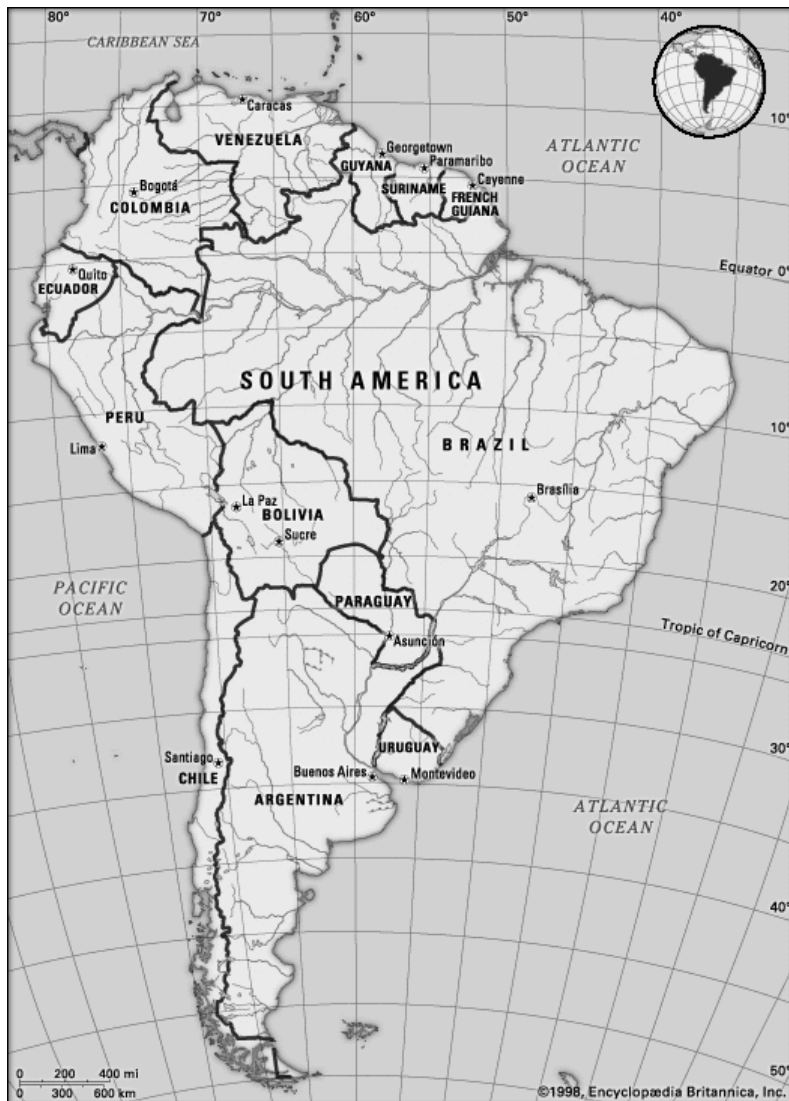 80°
70°
60°
50°
40°
CARIBBEAN SEA
Caracas
VENEZUELA
10°
ATLANTIC
OCEAN
Georgetown
Paramaribo
GUYANA
Cayenne
SURINAME
FRENCH
GUIANA
Bogotá
COLOMBIA
Equator 0°
Quito
ECUADOR
SOUTH AMERICA
PERU
Lima
BRAZIL
10°
Brasília
La Paz
BOLIVIA
Sucre
PACIFIC
OCEAN
20°
PARAGUAY
Tropic of Capricorn
Asunción
30°
URUGUAY
Santiago
CHILE
Buenos Aires
Montevideo
ARGENTINA
ATLANTIC
OCEAN
40°
50°
0 200 400 mi
0 300 600 km
©1998, Encyclopædia Britannica, Inc.